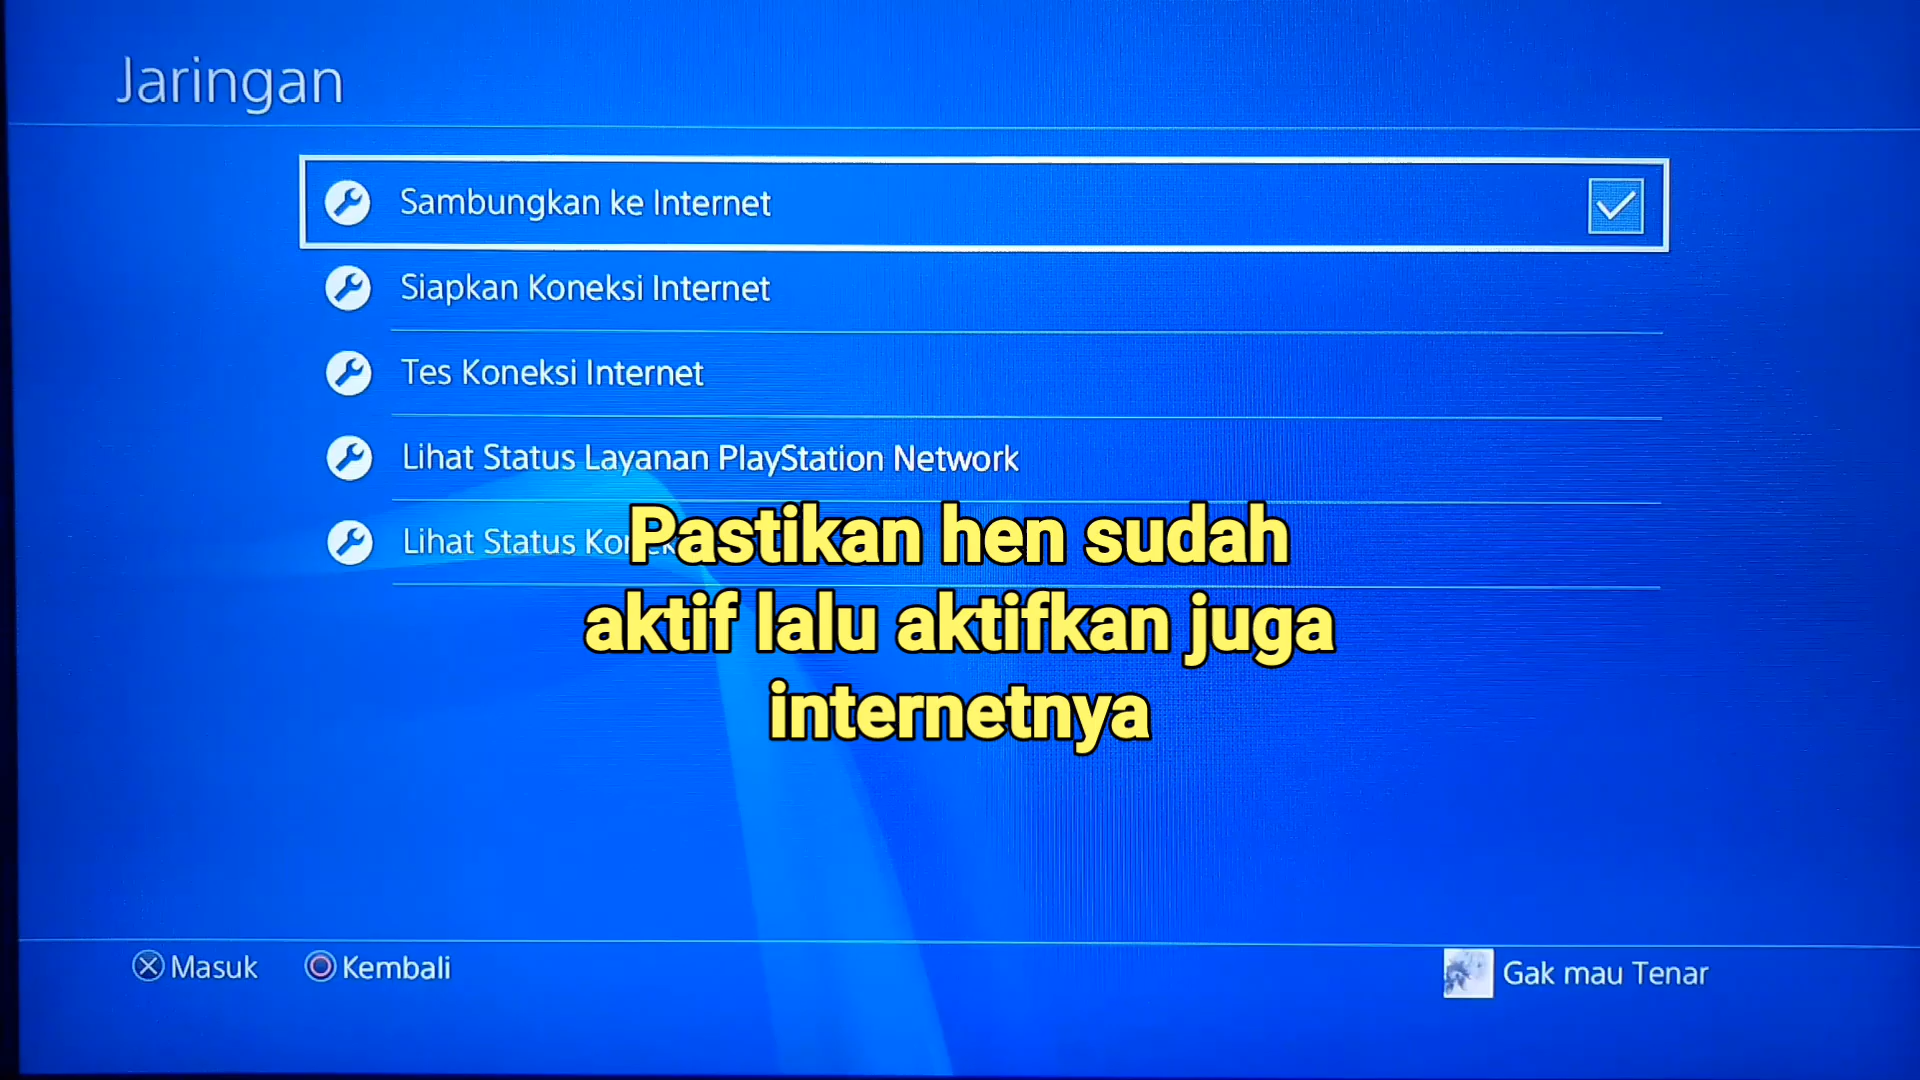 Jaringan
Sambungkan ke Internet
Siapkan Koneksi Internet
Tes Koneksi Internet
Lihat Status Layanan PlayStation Network
Lihat Status
Pastikan hen sudah
aktif lalu aktifkan juga
internetnya
Masuk Kembali
Gak mau Tenar